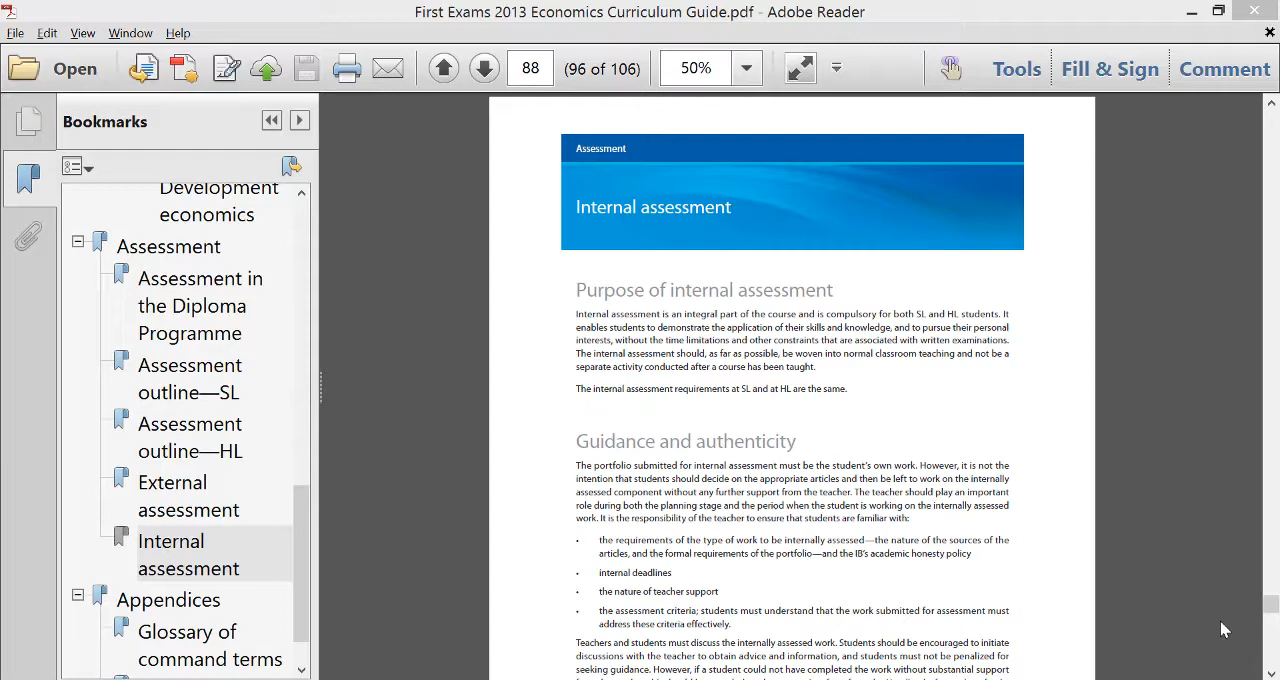 First Exams 2013 Economics Curriculum Guide.pdf - Adobe Reader
File Edit View Window Help
Open 88 (96 of 106) 50% Tools Fill & Sign Comment
Bookmarks
Development
economics
Assessment
Assessment in
the Diploma
Programme
Assessment
outline—SL
Assessment
outline—HL
External
assessment
Internal
assessment
Appendices
Glossary of
command terms
Assessment
Internal assessment
Purpose of internal assessment
Internal assessment is an integral part of the course and is compulsory for both SL and HL students. It
enables students to demonstrate the application of their skills and knowledge, and to pursue their personal
interests, without the time limitations and other constraints that are associated with written examinations.
The internal assessment should, as far as possible, be woven into normal classroom teaching and not be a
separate activity conducted after a course has been taught.
The internal assessment requirements at SL and at HL are the same.
Guidance and authenticity
The portfolio submitted for internal assessment must be the student's own work. However, it is not the
intention that students should decide on the appropriate articles and then be left to work on the internally
assessed component without any further support from the teacher. The teacher should play an important
role during both the planning stage and the period when the student is working on the internally assessed
work. It is the responsibility of the teacher to ensure that students are familiar with:
• the requirements of the type of work to be internally assessed—the nature of the sources of the
articles, and the formal requirements of the portfolio—and the IB's academic honesty policy
• internal deadlines
• the nature of teacher support
• the assessment criteria; students must understand that the work submitted for assessment must
address these criteria effectively.
Teachers and students must discuss the internally assessed work. Students should be encouraged to initiate
discussions with the teacher to obtain advice and information, and students must not be penalized for
seeking guidance. However, if a student could not have completed the work without substantial support